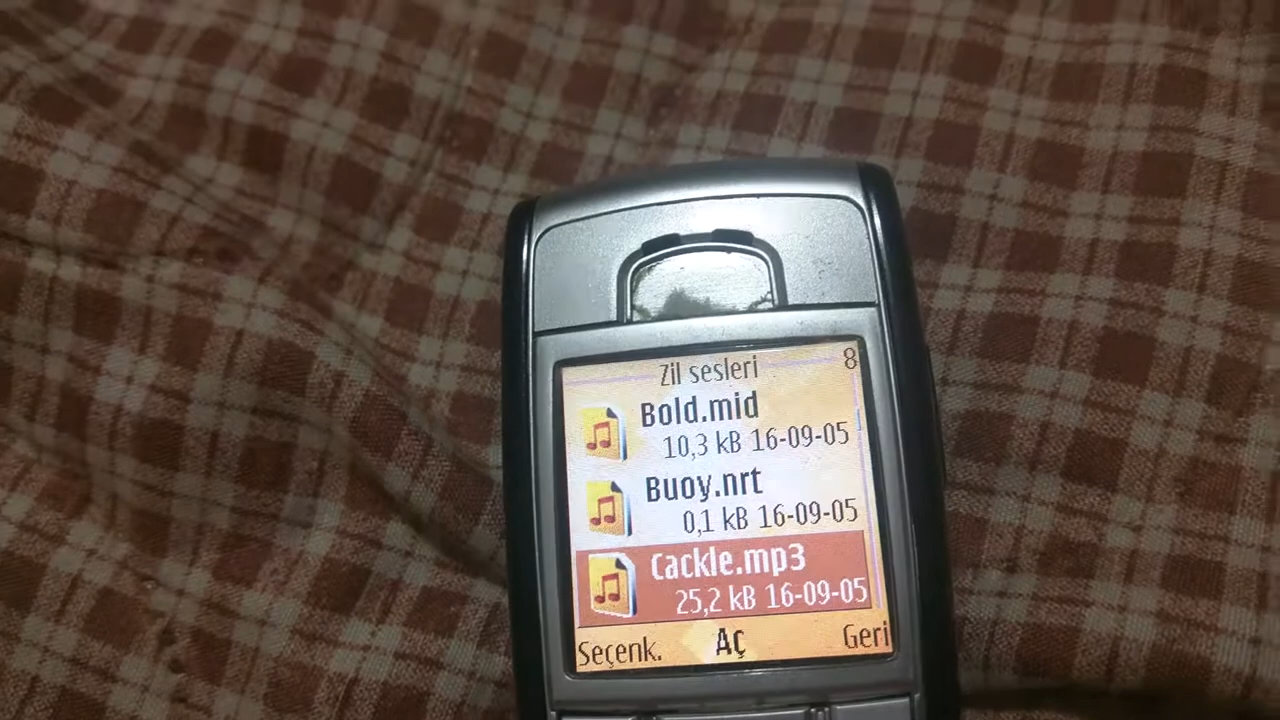 Zil sesleri 8
Bold.mid
10,3 kB 16-09-05
Buoy.nrt
0,1 kB 16-09-05
Cackle.mp3
25,2 kB 16-09-05
Seçenk. Aç Geri